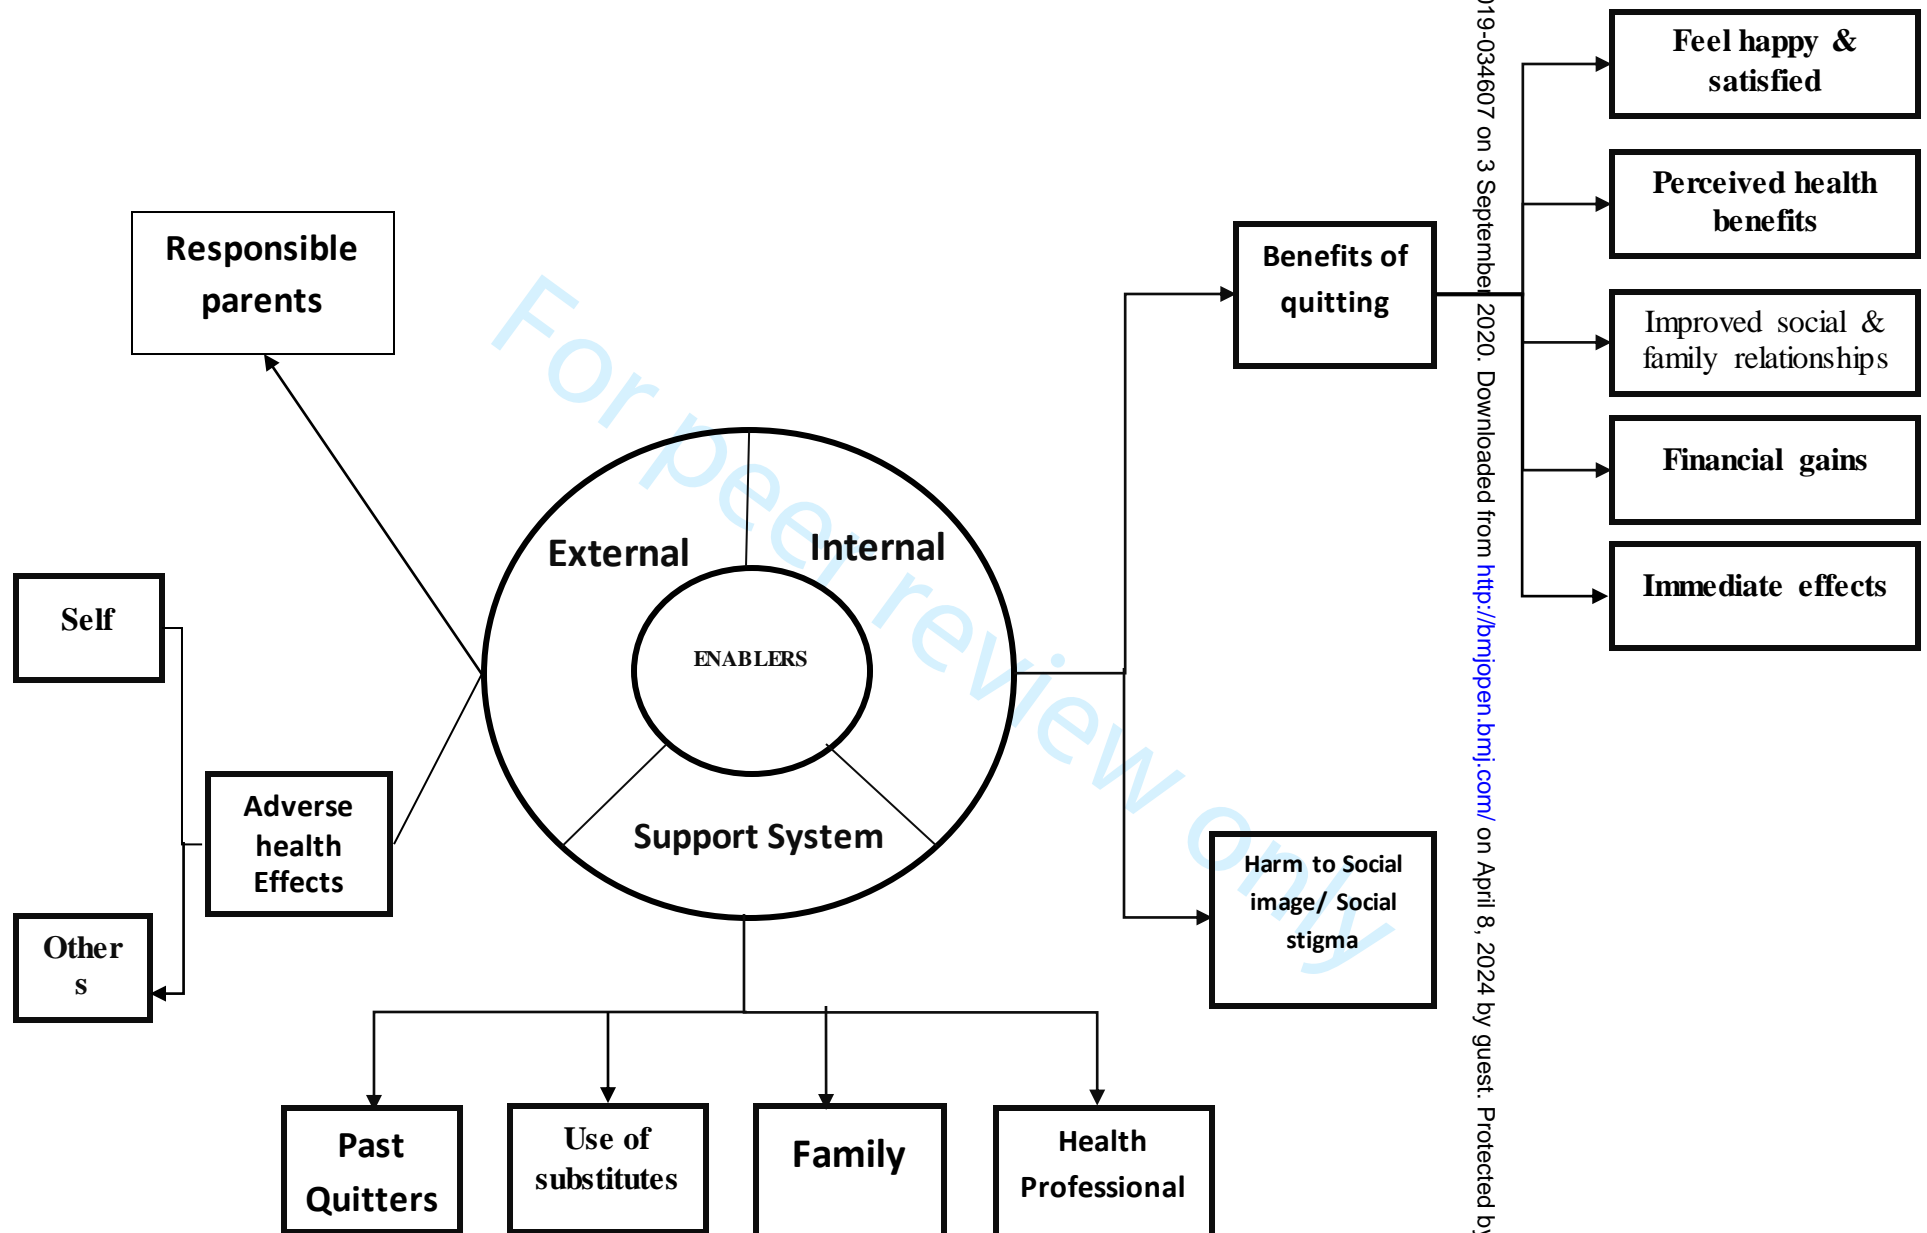 Feel happy &
satisfied
Perceived health
benefits
Improved social &
family relationships
Financial gains
Immediate effects
Benefits of
quitting
Harm to Social
image/ Social
stigma
Responsible
parents
External
Internal
ENABLERS
Support System
Self
Adverse
health
Effects
Other
s
Past
Quitters
Use of
substitutes
Family
Health
Professional
For peer review only
019-034607 on 3 September 2020. Downloaded from http://bmjopen.bmj.com/ on April 8, 2024 by guest. Protected by